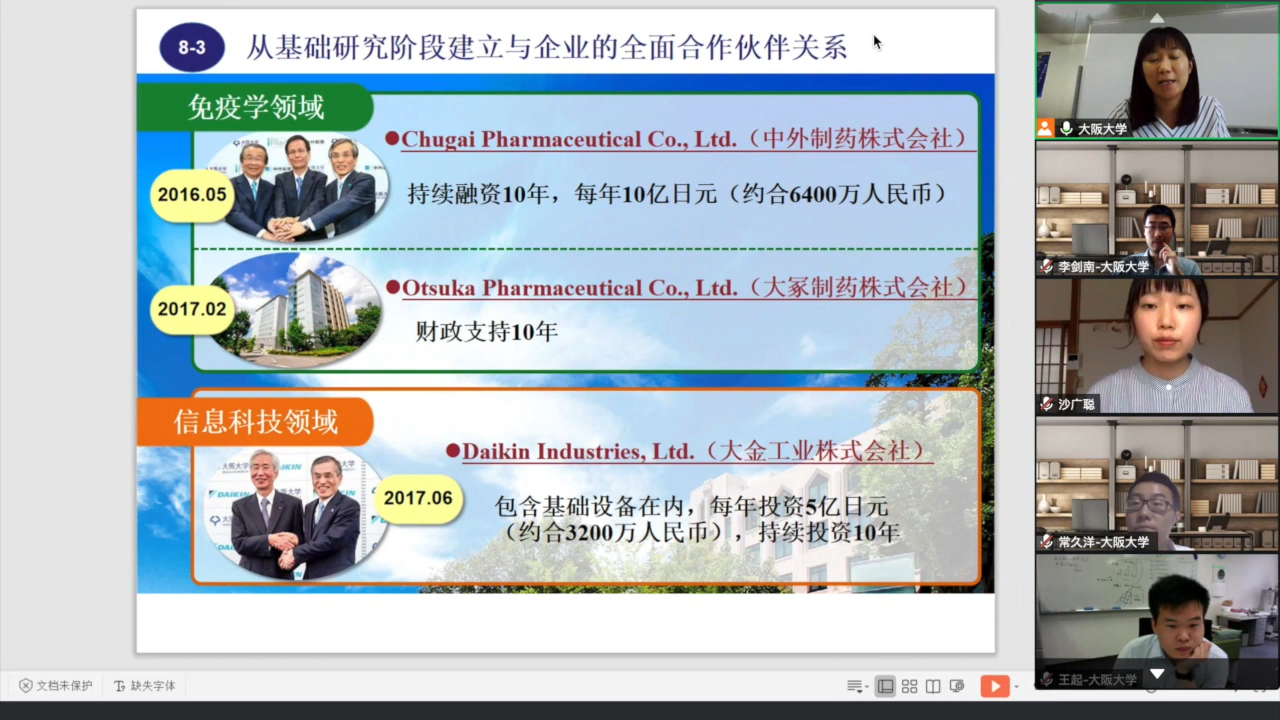 8-3
从基础研究阶段建立与企业的全面合作伙伴关系
免疫学领域
2016.05
●Chugai Pharmaceutical Co., Ltd.（中外制药株式会社）
持续融资10年，每年10亿日元（约合6400万人民币）
2017.02
●Otsuka Pharmaceutical Co., Ltd.（大冢制药株式会社）
财政支持10年
信息科技领域
2017.06
●Daikin Industries, Ltd.（大金工业株式会社）
包含基础设备在内，每年投资5亿日元
（约合3200万人民币），持续投资10年
大阪大学
DAIKIN
文档未保护
缺失字体
大阪大学
李剑南-大阪大学
沙广聪
常久洋-大阪大学
王起-大阪大学